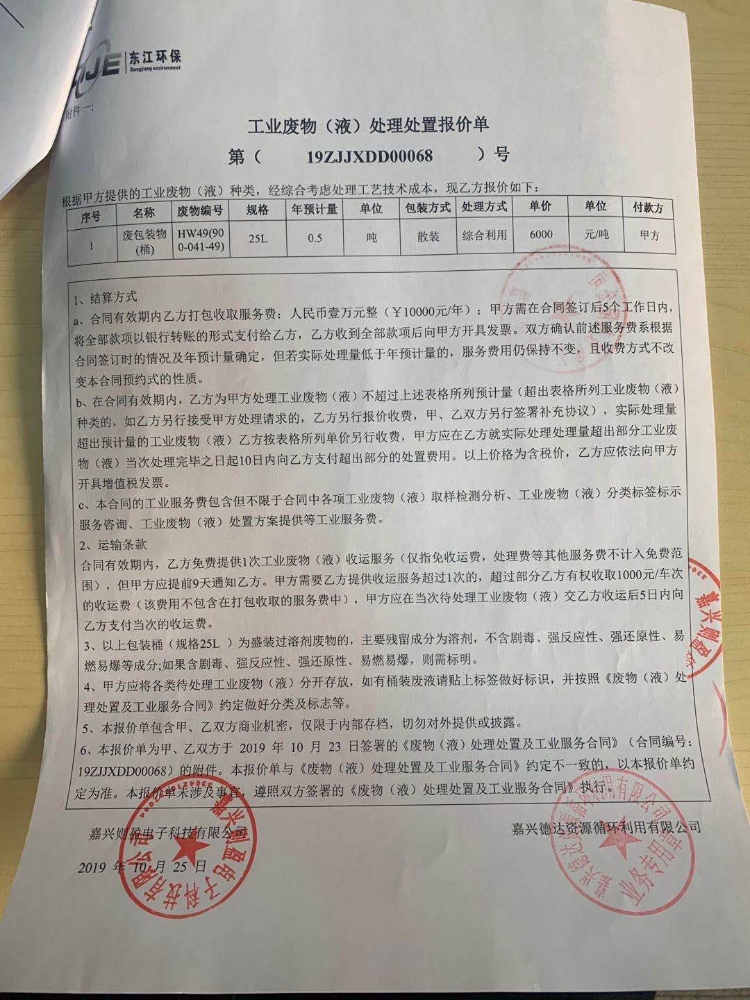 东江环保
Dongjiang environment
附件一:
工业废物（液）处理处置报价单
第（ 19ZJJXDD00068 ）号
根据甲方提供的工业废物（液）种类，经综合考虑处理工艺技术成本，现乙方报价如下：
序号 名称 废物编号 规格 年预计量 单位 包装方式 处理方式 单价 单位 付款方
1 废包装物(桶) HW49(900-041-49) 25L 0.5 吨 散装 综合利用 6000 元/吨 甲方
1、结算方式
a、合同有效期内乙方打包收取服务费：人民币壹万元整（￥10000元/年）；甲方需在合同签订后5个工作日内，
将全部款项以银行转账的形式支付给乙方，乙方收到全部款项后向甲方开具发票。双方确认前述服务费系根据
合同签订时的情况及年预计量确定，但若实际处理量低于年预计量的，服务费用仍保持不变，且收费方式不改
变本合同预约式的性质。
b、在合同有效期内，乙方为甲方处理工业废物（液）不超过上述表格所列预计量（超出表格所列工业废物（液）
种类的，如乙方另行接受甲方处理请求的，乙方另行报价收费，甲、乙双方另行签署补充协议），实际处理量
超出预计量的工业废物（液）乙方按表格所列单价另行收费，甲方应在乙方就实际处理处理量超出部分工业废
物（液）当次处理完毕之日起10日内向乙方支付超出部分的处置费用。以上价格为含税价，乙方应依法向甲方
开具增值税发票。
c、本合同的工业服务费包含但不限于合同中各项工业废物（液）取样检测分析、工业废物（液）分类标签标示
服务咨询、工业废物（液）处置方案提供等工业服务费。
2、运输条款
合同有效期内，乙方免费提供1次工业废物（液）收运服务（仅指免收运费，处理费等其他服务费不计入免费范
围），但甲方应提前9天通知乙方。甲方需要乙方提供收运服务超过1次的，超过部分乙方有权收取1000元/车次
的收运费（该费用不包含在打包收取的服务费中），甲方应在当次待处理工业废物（液）交乙方收运后5日内向
乙方支付当次的收运费。
3、以上包装桶（规格25L ）为盛装过溶剂废物的，主要残留成分为溶剂，不含剧毒、强反应性、强还原性、易
燃易爆等成分;如果含剧毒、强反应性、强还原性、易燃易爆，则需标明。
4、甲方应将各类待处理工业废物（液）分开存放，如有桶装废液请贴上标签做好标识，并按照《废物（液）处
理处置及工业服务合同》约定做好分类及标志等。
5、本报价单包含甲、乙双方商业机密，仅限于内部存档，切勿对外提供或披露。
6、本报价单为甲、乙双方于 2019 年 10 月 23 日签署的《废物（液）处理处置及工业服务合同》（合同编号：
19ZJJXDD00068）的附件。本报价单与《废物（液）处理处置及工业服务合同》约定不一致的，以本报价单约
定为准。本报价单未涉及事宜，遵照双方签署的《废物（液）处理处置及工业服务合同》执行。
嘉兴则盈电子科技有限公司
嘉兴德达资源循环利用有限公司
2019 年 10 月 25 日
嘉兴则盈电子科技有限公司
嘉兴德达资源循环利用有限公司
业务专用章
嘉兴则盈